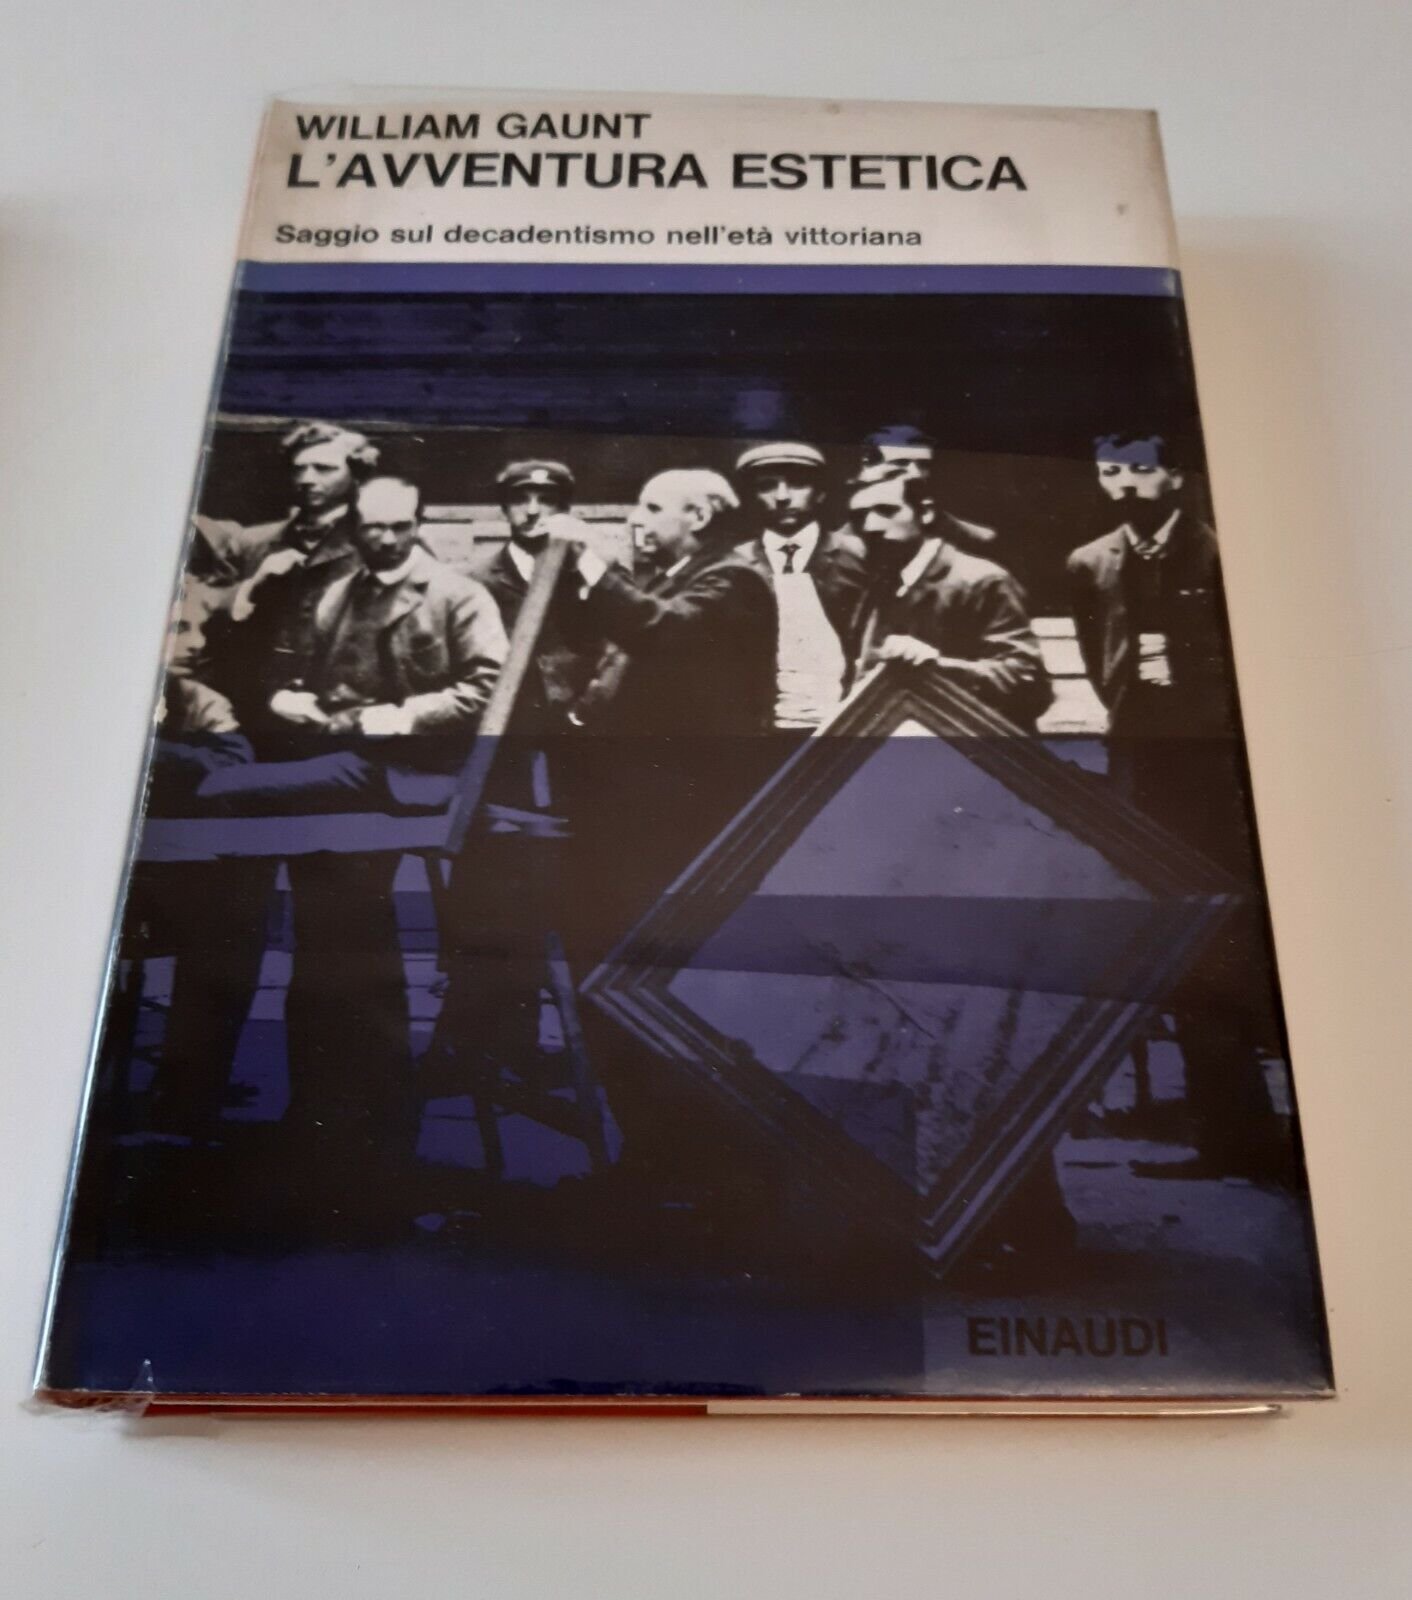 WILLIAM GAUNT
L'AVVENTURA ESTETICA
Saggio sul decadentismo nell'età vittoriana
EINAUDI